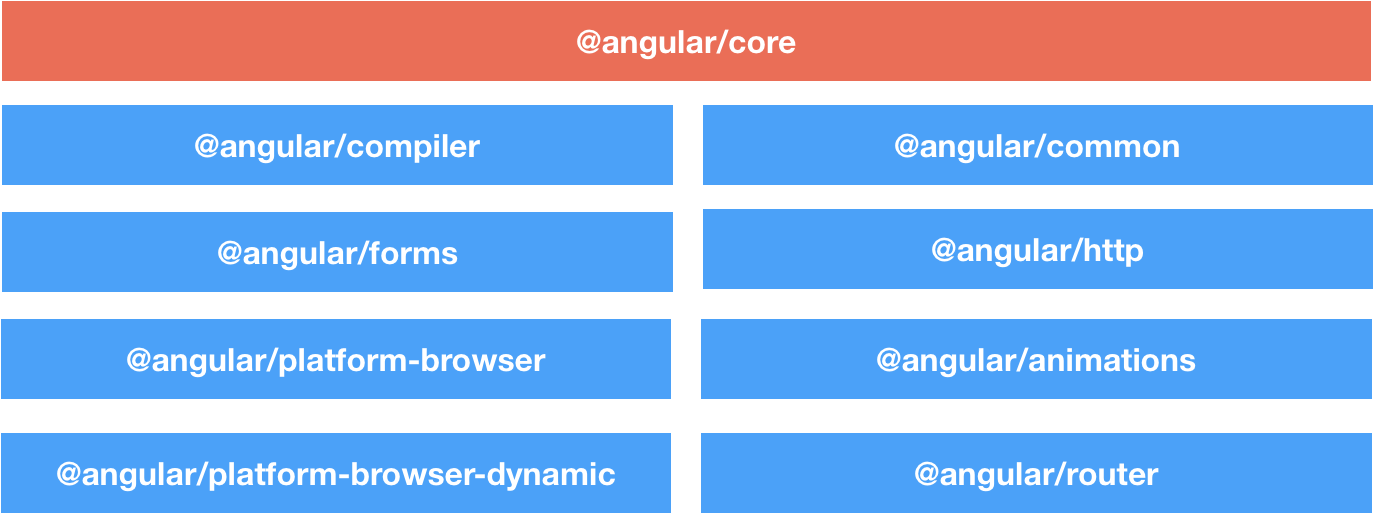 @angular/core
@angular/compiler
@angular/common
@angular/forms
@angular/http
@angular/platform-browser
@angular/animations
@angular/platform-browser-dynamic
@angular/router